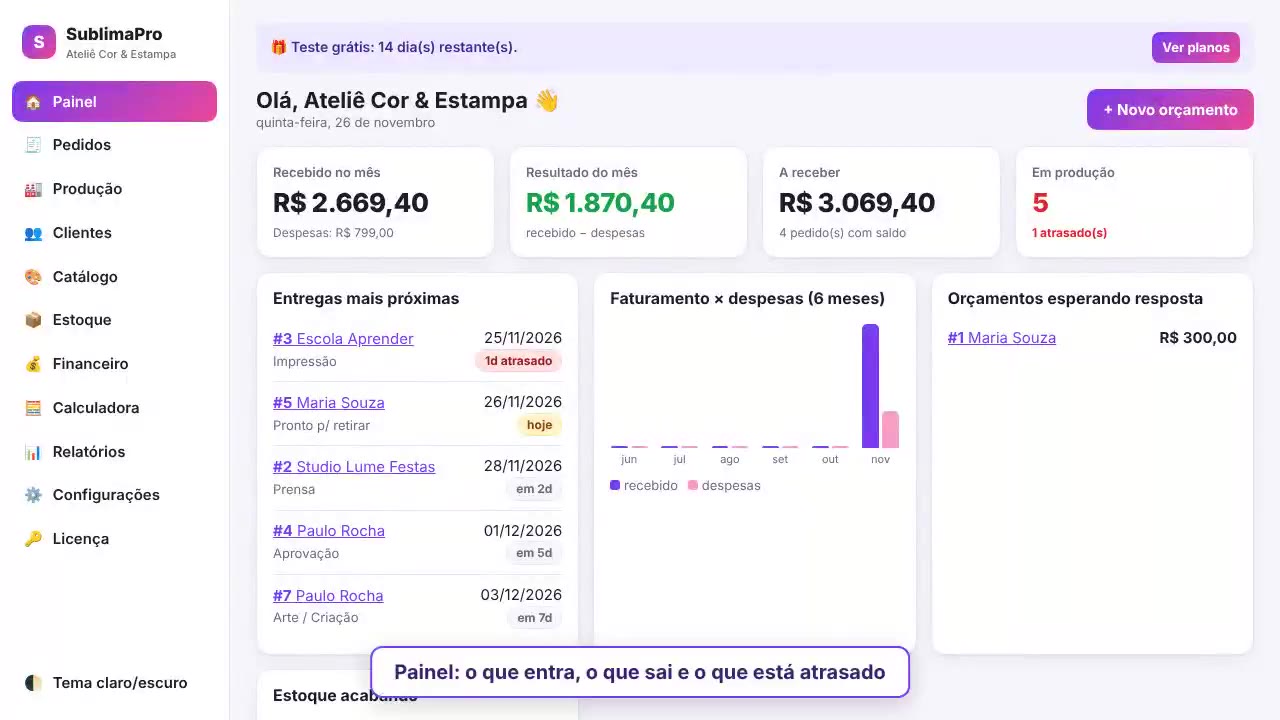 S
SublimaPro
Ateliê Cor & Estampa
Painel
Pedidos
Produção
Clientes
Catálogo
Estoque
Financeiro
Calculadora
Relatórios
Configurações
Licença
Tema claro/escuro
Teste grátis: 14 dia(s) restante(s).
Ver planos
Olá, Ateliê Cor & Estampa
quinta-feira, 26 de novembro
+ Novo orçamento
Recebido no mês
R$ 2.669,40
Despesas: R$ 799,00
Resultado do mês
R$ 1.870,40
recebido − despesas
A receber
R$ 3.069,40
4 pedido(s) com saldo
Em produção
5
1 atrasado(s)
Entregas mais próximas
#3 Escola Aprender 25/11/2026
Impressão 1d atrasado
#5 Maria Souza 26/11/2026
Pronto p/ retirar hoje
#2 Studio Lume Festas 28/11/2026
Prensa em 2d
#4 Paulo Rocha 01/12/2026
Aprovação em 5d
#7 Paulo Rocha 03/12/2026
Arte / Criação em 7d
Faturamento × despesas (6 meses)
jun jul ago set out nov
recebido despesas
Orçamentos esperando resposta
#1 Maria Souza R$ 300,00
Estoque acabando
Painel: o que entra, o que sai e o que está atrasado